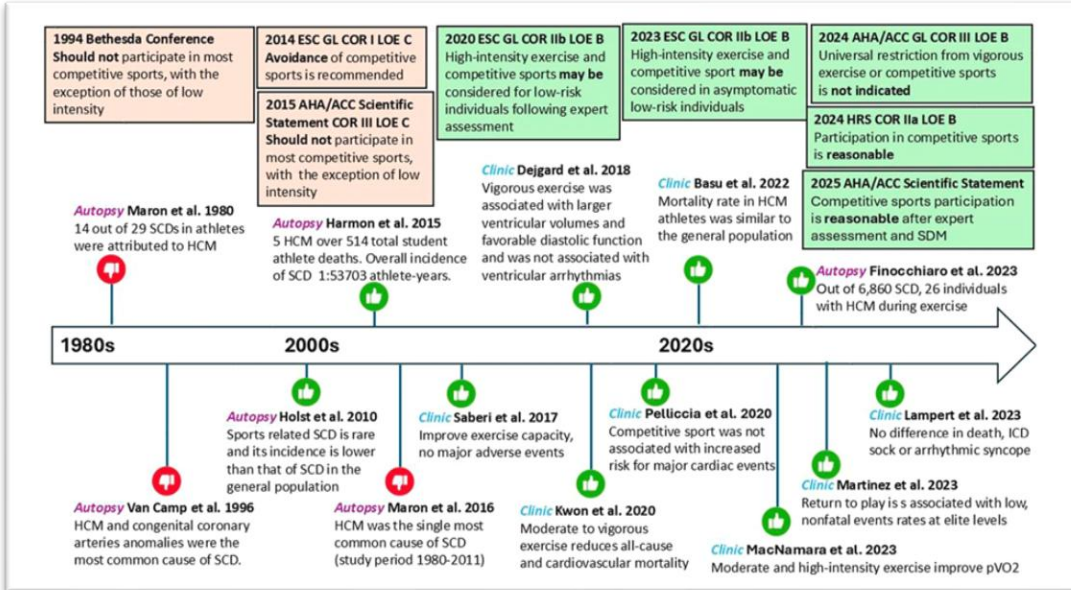 1994 Bethesda Conference
Should not participate in most
competitive sports, with the
exception of those of low
intensity
2014 ESC GL COR I LOE C
Avoidance of competitive
sports is recommended
2015 AHA/ACC Scientific
Statement COR III LOE C
Should not participate in
most competitive sports,
with the exception of low
intensity
2020 ESC GL COR IIb LOE B
High-intensity exercise and
competitive sports may be
considered for low-risk
individuals following expert
assessment
2023 ESC GL COR IIb LOE B
High-intensity exercise and
competitive sport may be
considered in asymptomatic
low-risk individuals
2024 AHA/ACC GL COR III LOE B
Universal restriction from vigorous
exercise or competitive sports
is not indicated
2024 HRS COR IIa LOE B
Participation in competitive sports
is reasonable
2025 AHA/ACC Scientific Statement
Competitive sports participation
is reasonable after expert
assessment and SDM
Autopsy Maron et al. 1980
14 out of 29 SCDs in athletes
were attributed to HCM
Autopsy Harmon et al. 2015
5 HCM over 514 total student
athlete deaths. Overall incidence
of SCD 1:53703 athlete-years.
Clinic Dejgard et al. 2018
Vigorous exercise was
associated with larger
ventricular volumes and
favorable diastolic function
and was not associated with
ventricular arrhythmias
Clinic Basu et al. 2022
Mortality rate in HCM
athletes was similar to
the general population
Autopsy Finocchiaro et al. 2023
Out of 6,860 SCD, 26 individuals
with HCM during exercise
1980s
2000s
2020s
Autopsy Van Camp et al. 1996
HCM and congenital coronary
arteries anomalies were the
most common cause of SCD.
Autopsy Holst et al. 2010
Sports related SCD is rare
and its incidence is lower
than that of SCD in the
general population
Autopsy Maron et al. 2016
HCM was the single most
common cause of SCD
(study period 1980-2011)
Clinic Saberi et al. 2017
Improve exercise capacity,
no major adverse events
Clinic Kwon et al. 2020
Moderate to vigorous
exercise reduces all-cause
and cardiovascular mortality
Clinic Pelliccia et al. 2020
Competitive sport was not
associated with increased
risk for major cardiac events
Clinic MacNamara et al. 2023
Moderate and high-intensity exercise improve pVO2
Clinic Martinez et al. 2023
Return to play is s associated with low,
nonfatal events rates at elite levels
Clinic Lampert et al. 2023
No difference in death, ICD
sock or arrhythmic syncope